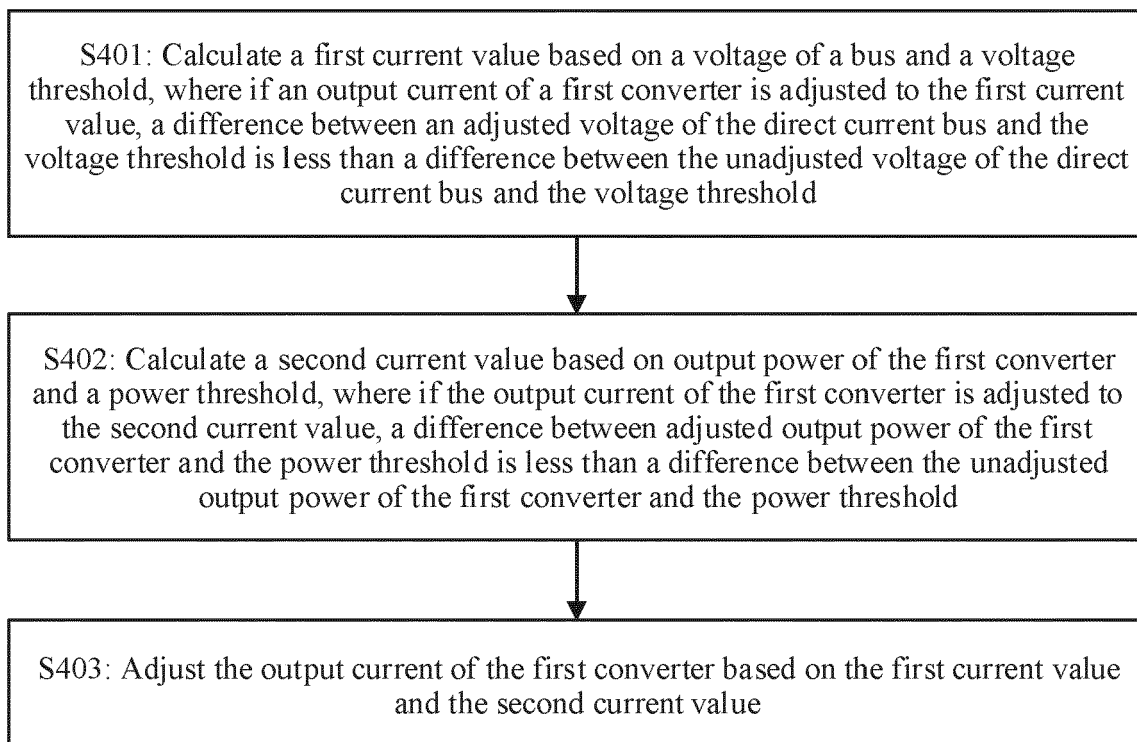 S401: Calculate a first current value based on a voltage of a bus and a voltage
threshold, where if an output current of a first converter is adjusted to the first current
value, a difference between an adjusted voltage of the direct current bus and the
voltage threshold is less than a difference between the unadjusted voltage of the direct
current bus and the voltage threshold
S402: Calculate a second current value based on output power of the first converter
and a power threshold, where if the output current of the first converter is adjusted to
the second current value, a difference between adjusted output power of the first
converter and the power threshold is less than a difference between the unadjusted
output power of the first converter and the power threshold
S403: Adjust the output current of the first converter based on the first current value
and the second current value